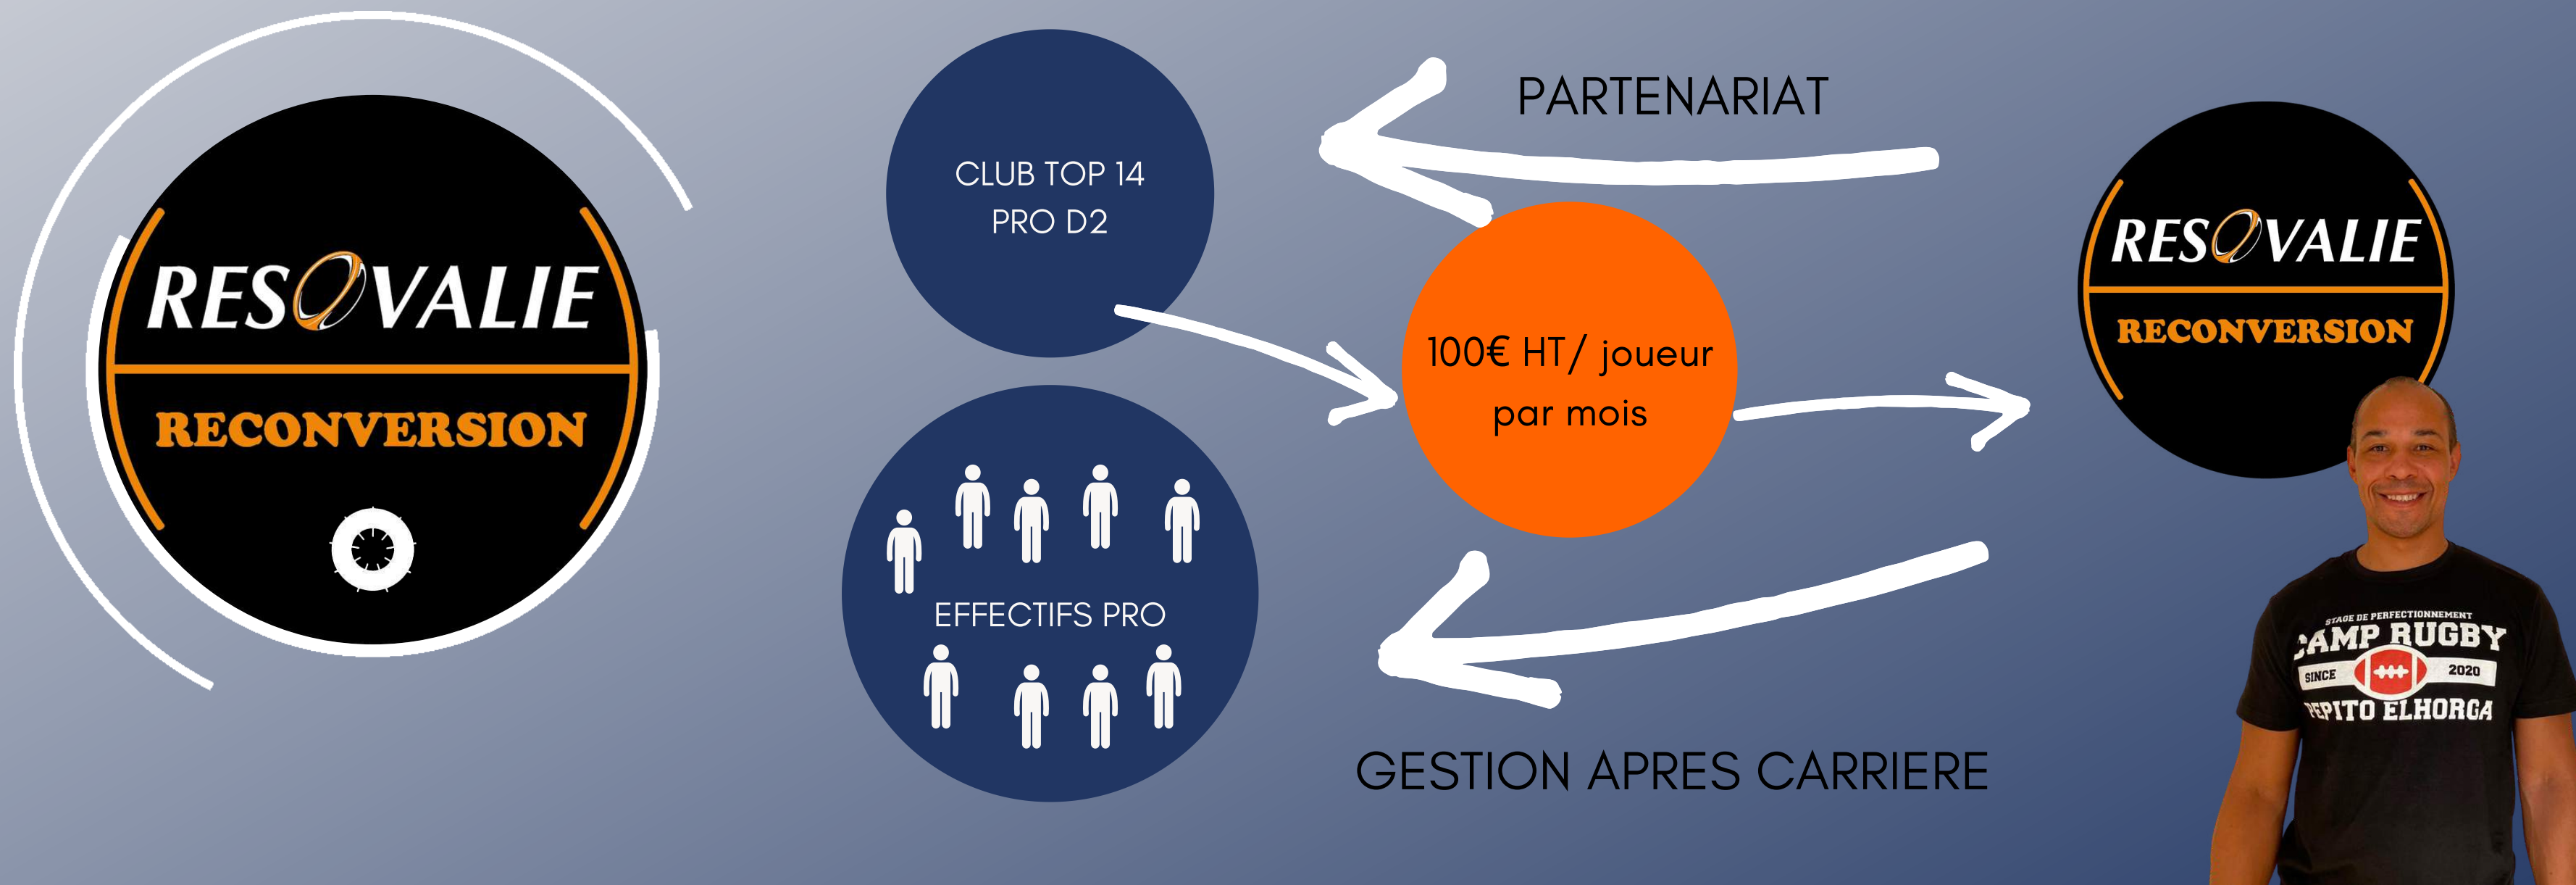 RESOVALIE
RECONVERSION
CLUB TOP 14
PRO D2
EFFECTIFS PRO
PARTENARIAT
100€ HT/ joueur
par mois
GESTION APRES CARRIERE
RESOVALIE
RECONVERSION
STAGE DE PERFECTIONNEMENT
CAMP RUGBY
SINCE 2020
PEPITO ELHORGA